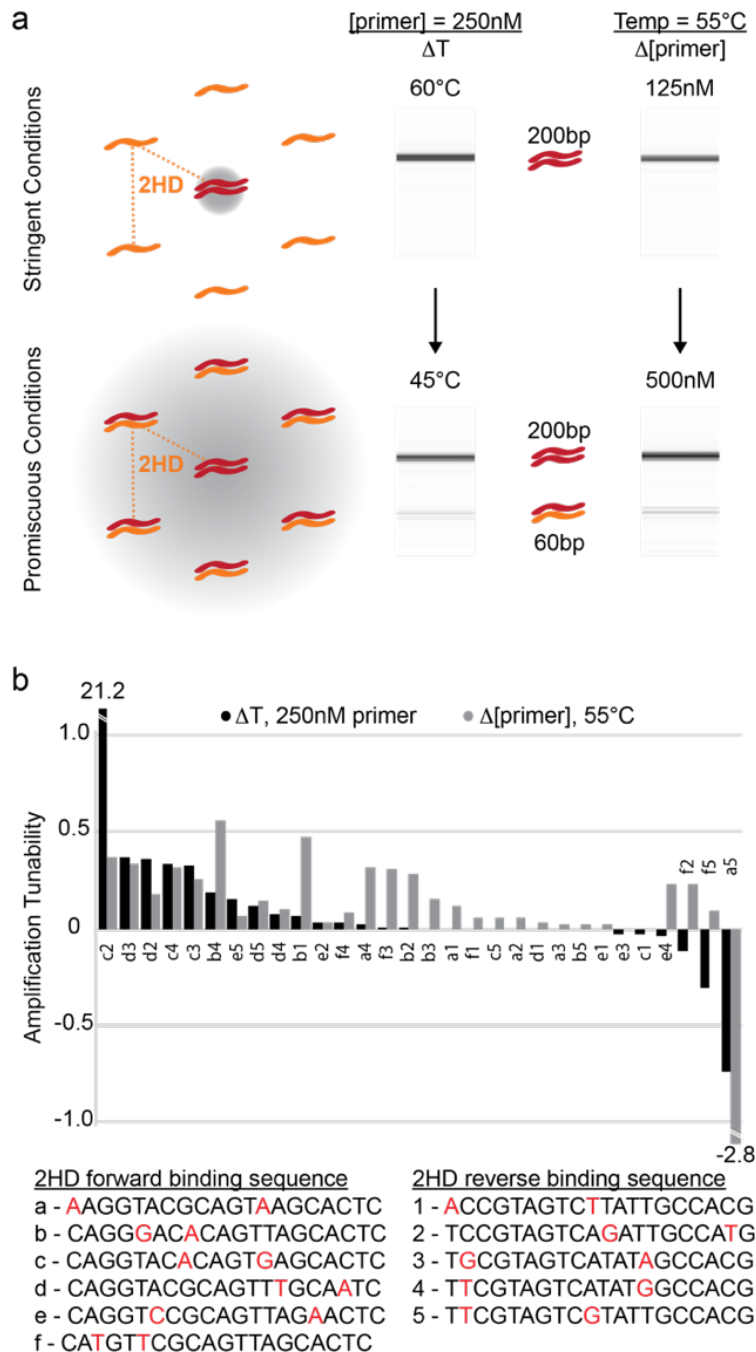 a
[primer] = 250nM
ΔT
Temp = 55°C
Δ[primer]
60°C
125nM
Stringent Conditions
2HD
200bp
45°C
500nM
Promiscuous Conditions
2HD
200bp
60bp
b
21.2
ΔT, 250nM primer
Δ[primer], 55°C
Amplification Tunability
1.0
0.5
0
-0.5
-1.0
c2 d3 d2 c4 c3 b4 e5 d5 d4 b1 e2 f4 a4 f3 b2 b3 a1 f1 c5 a2 d1 a3 b5 e1 e3 c1 e4 f2 f5 a5
-2.8
2HD forward binding sequence
a - AAGGTACGCAGTAAGCACTC
b - CAGGGACACAGTTAGCACTC
c - CAGGTACACAGTGAGCACTC
d - CAGGTACGCAGTTTGCAATC
e - CAGGTCCGCAGTTAGAACTC
f - CATGTTCGCAGTTAGCACTC
2HD reverse binding sequence
1 - ACCGTAGTCTTATTGCCACG
2 - TCCGTAGTCAGATTGCCATG
3 - TGCGTAGTCATATAGCCACG
4 - TTCGTAGTCATATGGCCACG
5 - TTCGTAGTCGTATTGCCACG